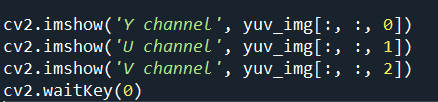 cv2.imshow('Y channel', yuv_img[:, :, 0])
cv2.imshow('U channel', yuv_img[:, :, 1])
cv2.imshow('V channel', yuv_img[:, :, 2])
cv2.waitKey(0)